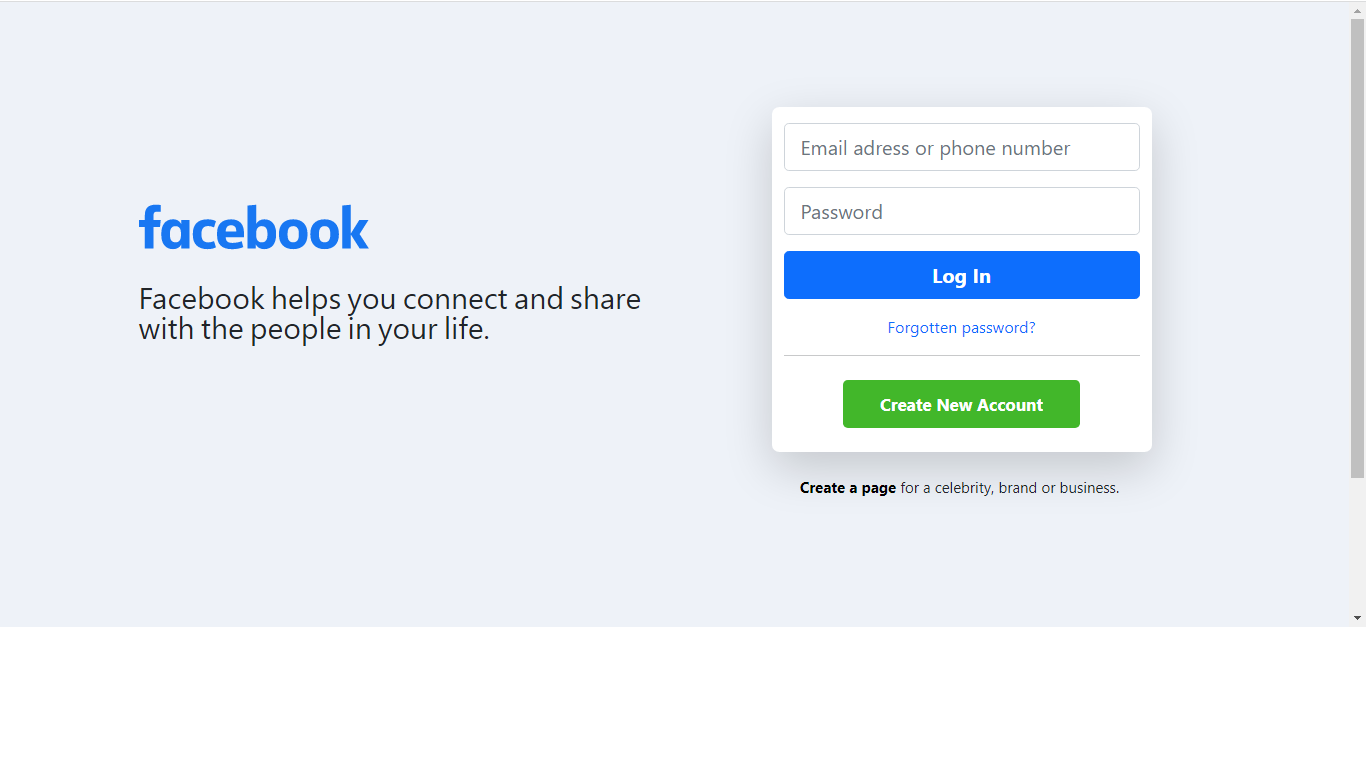 facebook
Facebook helps you connect and share
with the people in your life.
Email adress or phone number
Password
Log In
Forgotten password?
Create New Account
Create a page for a celebrity, brand or business.